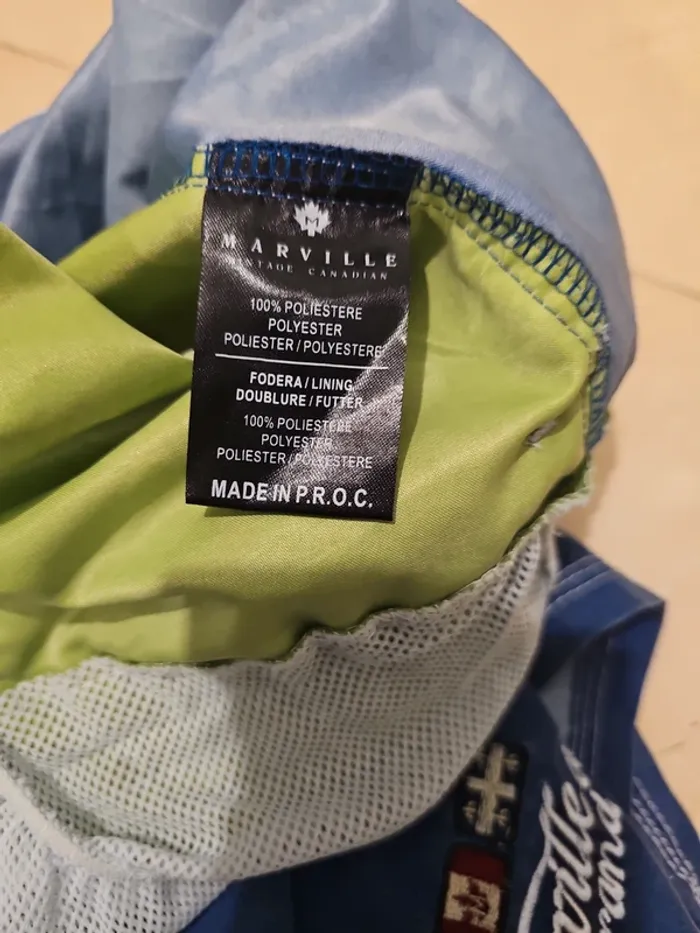 M
MARVILLE
VINTAGE CANADIAN
100% POLIESTERE
POLYESTER
POLIESTER / POLYESTERE
FODERA / LINING
DOUBLURE / FUTTER
100% POLIESTERE
POLYESTER
POLIESTER / POLYESTERE
MADE IN P.R.O.C.